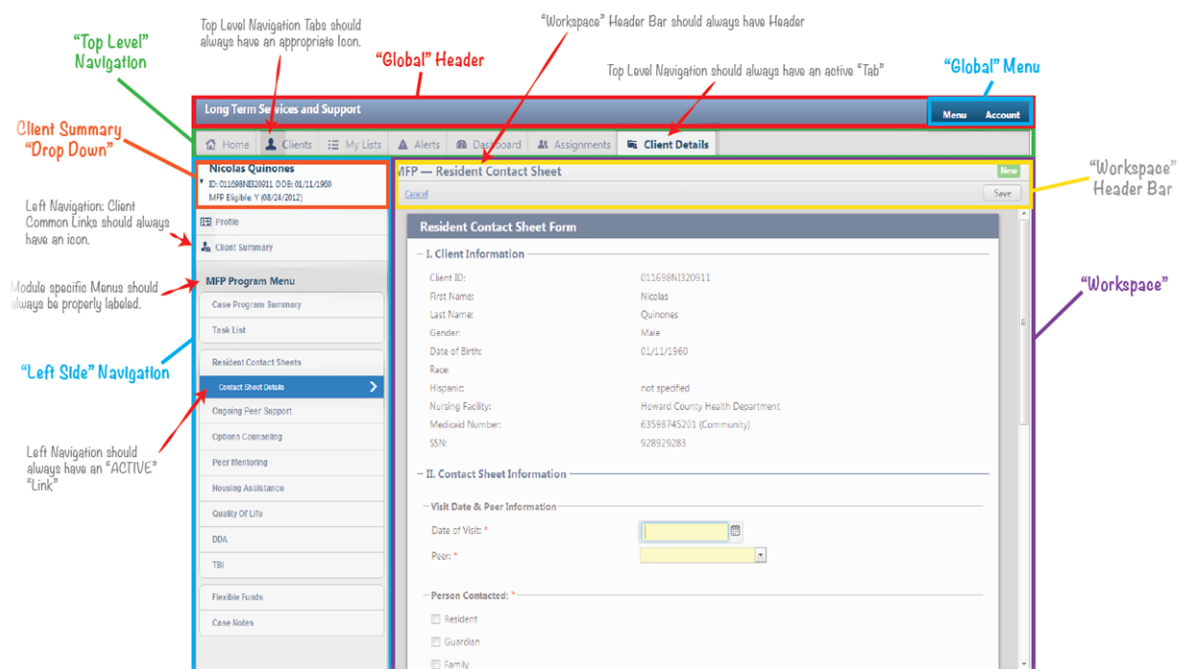 Top Level Navigation Tabs should
always have an appropriate Icon.
"Workspace" Header Bar should always have Header
"Top Level"
Navigation
"Global" Header
Top Level Navigation should always have an active "Tab"
"Global" Menu
Long Term Services and Support
Menu Account
Client Summary
"Drop Down"
Home Clients My Lists Alerts Dashboard Assignments Client Details
Nicolas Quinones
ID: 011698NI320911 DOB: 01/11/1960
MFP Eligible: Y (08/24/2012)
MFP — Resident Contact Sheet
New
Cancel
Save
"Workspace"
Header Bar
Left Navigation: Client
Common Links should always
have an icon.
Profile
Client Summary
Resident Contact Sheet Form
I. Client Information
Client ID: 011698NI320911
First Name: Nicolas
Last Name: Quinones
Gender: Male
Date of Birth: 01/11/1960
Race:
Hispanic: not specified
Nursing Facility: Howard County Health Department
Medicaid Number: 63598745201 (Community)
SSN: 928929283
Module specific Menus should
always be properly labeled.
MFP Program Menu
Case Program Summary
Task List
Resident Contact Sheets
Contact Sheet Details
Ongoing Peer Support
Options Counseling
Peer Mentoring
Housing Assistance
Quality Of Life
DDA
TBI
Flexible Funds
Case Notes
"Workspace"
"Left Side" Navigation
Left Navigation should
always have an "ACTIVE"
"Link"
II. Contact Sheet Information
Visit Date & Peer Information
Date of Visit: *
Peer: *
Person Contacted: *
Resident
Guardian
Family